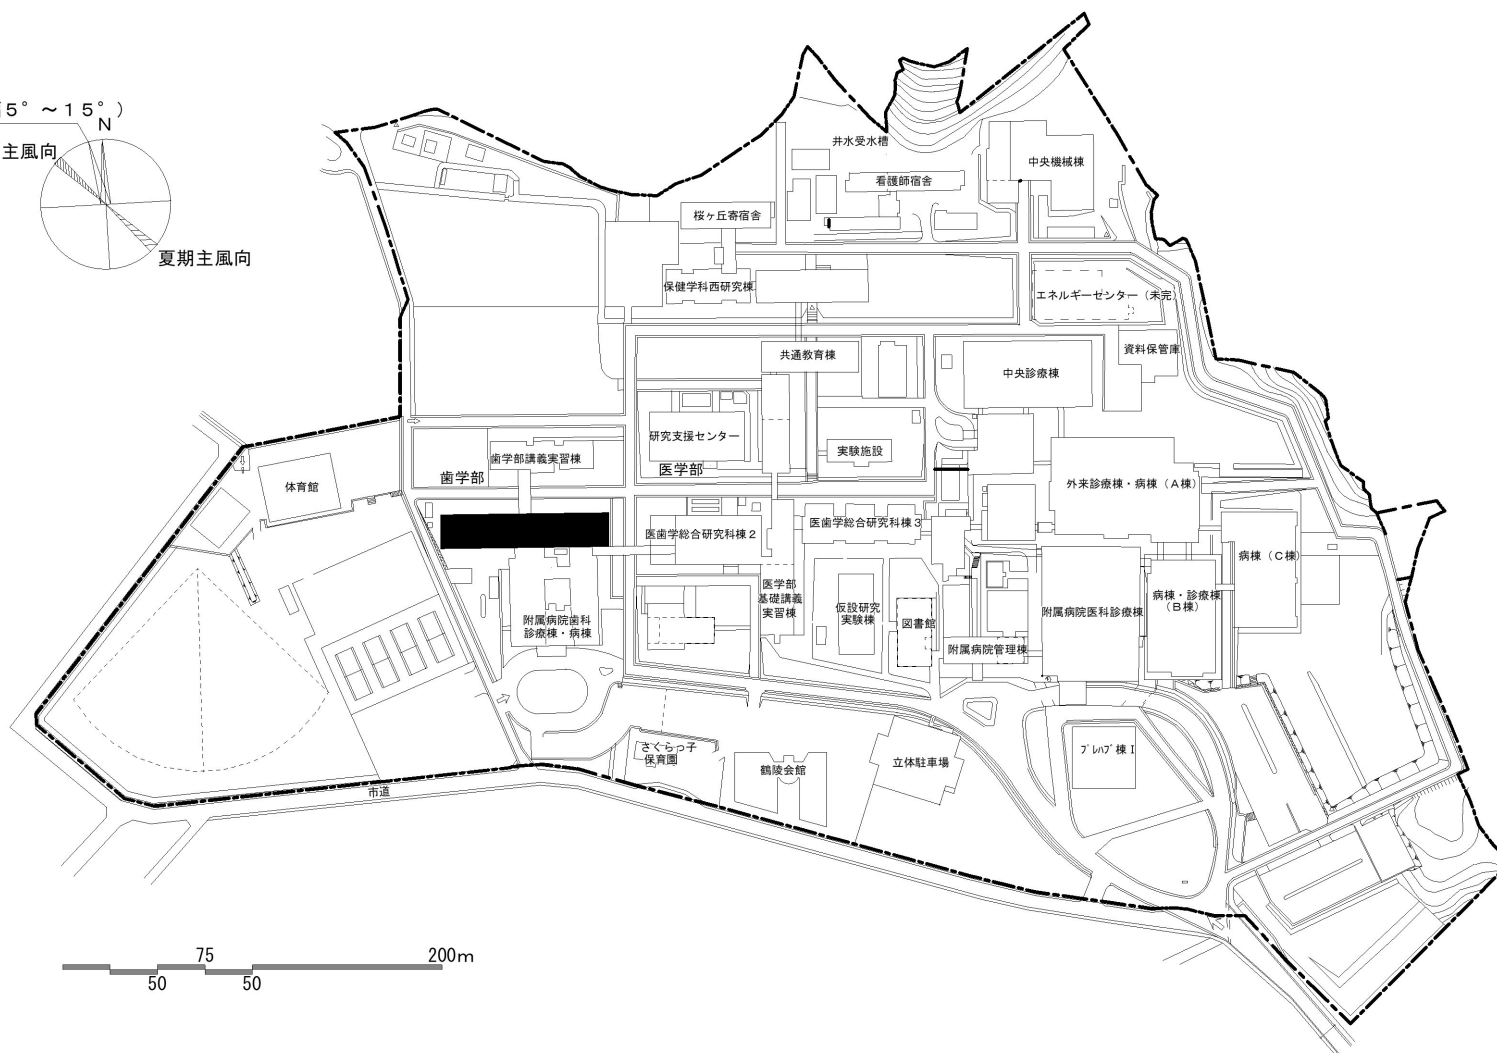 5°～15°)
N
主風向
夏期主風向
井水受水槽
中央機械棟
看護師宿舎
桜ヶ丘寄宿舎
保健学科西研究棟
エネルギーセンター（未完）
共通教育棟
資料保管庫
中央診療棟
研究支援センター
実験施設
歯学部講義実習棟
歯学部
医学部
体育館
外来診療棟・病棟（A棟）
医歯学総合研究科棟２
医歯学総合研究科棟３
病棟（C棟）
医学部
基礎講義
実習棟
仮設研究
実験棟
図書館
附属病院医科診療棟
病棟・診療棟
（B棟）
附属病院歯科
診療棟・病棟
附属病院管理棟
さくらっ子
保育園
鶴陵会館
立体駐車場
ﾌﾟﾚﾊﾌﾞ棟Ⅰ
市道
75
200m
50
50